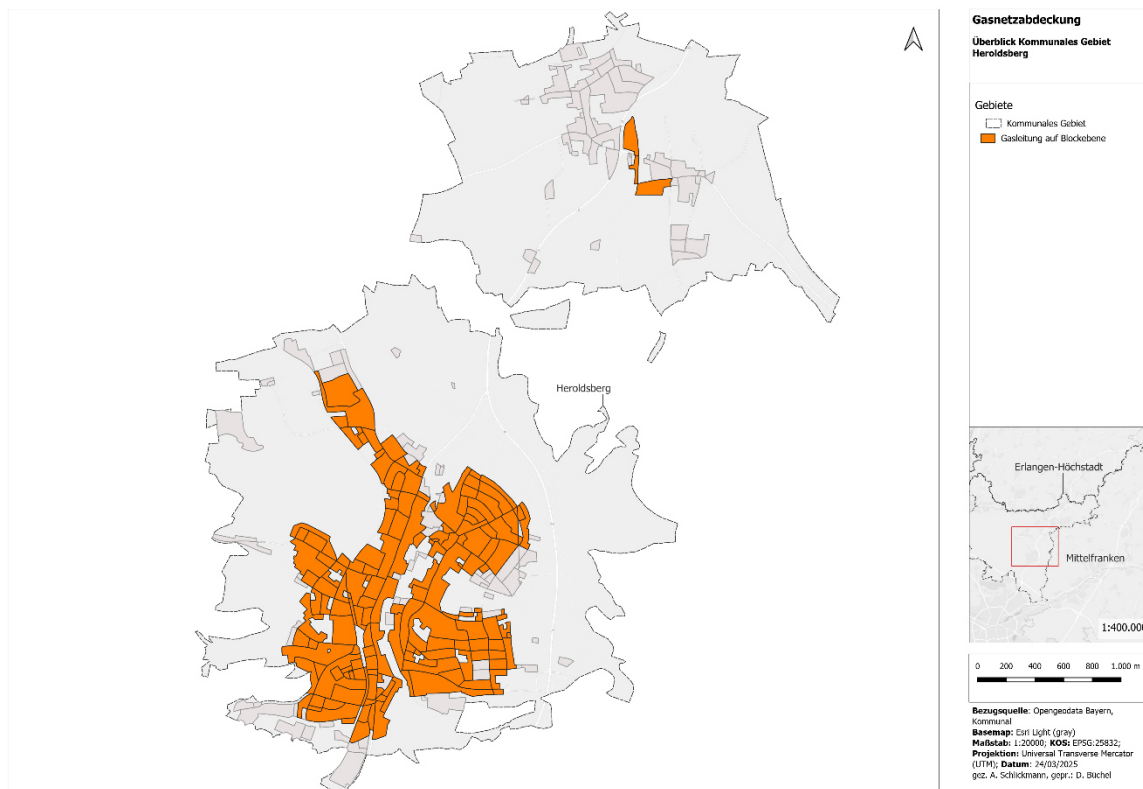 Gasnetzabdeckung
Überblick Kommunales Gebiet
Heroldsberg
Gebiete
Kommunales Gebiet
Gasleitung auf Blockebene
Heroldsberg
Erlangen-Höchstadt
Mittelfranken
1:400.000
0 200 400 600 800 1.000 m
Bezugsquelle: Opengeodata Bayern,
Kommunal
Basemap: Esri Light (gray)
Maßstab: 1:20000; KOS: EPSG:25832;
Projektion: Universal Transverse Mercator
(UTM); Datum: 24/03/2025
gez. A. Schlickmann, gepr.: D. Büchel